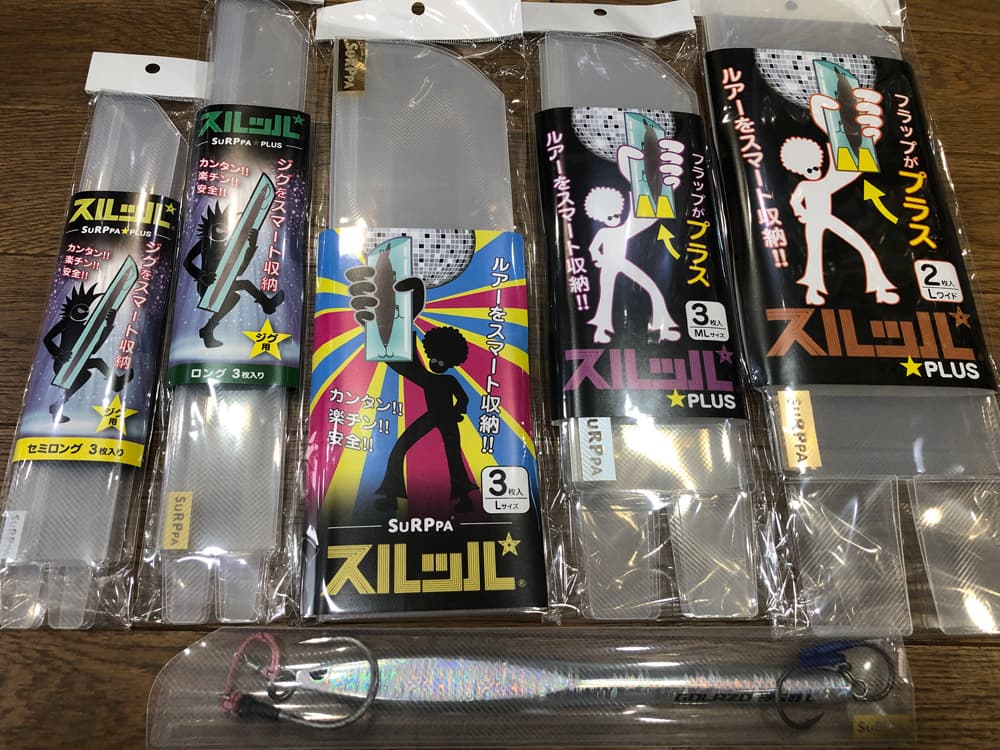 スルッパ
SURPPA★PLUS
カンタン!!
楽チン!!
安全!!
ジグをスマート収納
ジグ用
セミロング 3枚入り
SURPPA
スルッパ
SURPPA★PLUS
カンタン!!
楽チン!!
安全!!
ジグをスマート収納
ジグ用
ロング 3枚入り
SURPPA
SURPPA
ルアーをスマート収納!!
カンタン!!
楽チン!!
安全!!
3枚入
Lサイズ
SURPPA
スルッパ®
ルアーをスマート収納!!
フラップがプラス
3枚入
MLサイズ
スルッパ
★PLUS
SURPPA
ルアーをスマート収納!!
フラップがプラス
2枚入
Lワイド
スルッパ
★PLUS
SURPPA